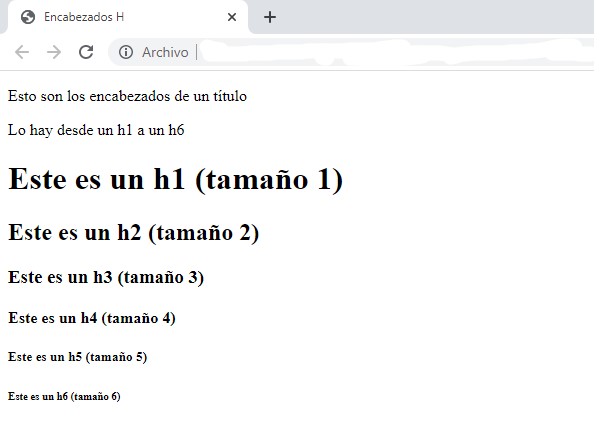 Encabezados H
Archivo
Esto son los encabezados de un título
Lo hay desde un h1 a un h6
Este es un h1 (tamaño 1)
Este es un h2 (tamaño 2)
Este es un h3 (tamaño 3)
Este es un h4 (tamaño 4)
Este es un h5 (tamaño 5)
Este es un h6 (tamaño 6)